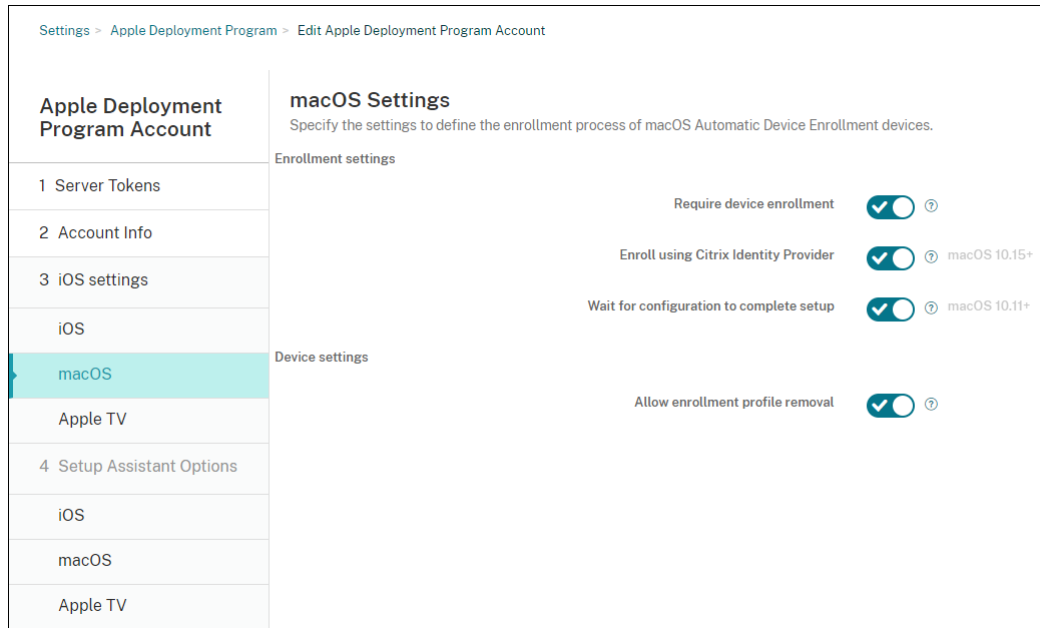 Settings > Apple Deployment Program > Edit Apple Deployment Program Account
Apple Deployment
Program Account
1 Server Tokens
2 Account Info
3 iOS settings
iOS
macOS
Apple TV
4 Setup Assistant Options
iOS
macOS
Apple TV
macOS Settings
Specify the settings to define the enrollment process of macOS Automatic Device Enrollment devices.
Enrollment settings
Require device enrollment ?
Enroll using Citrix Identity Provider ? macOS 10.15+
Wait for configuration to complete setup ? macOS 10.11+
Device settings
Allow enrollment profile removal ?